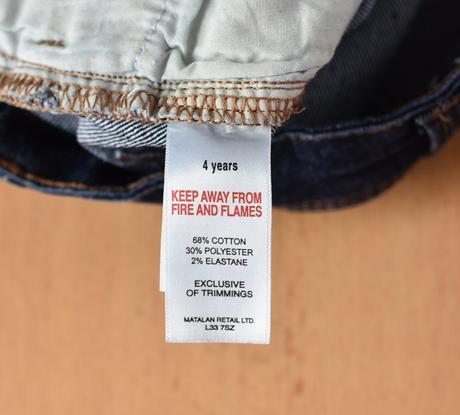 4 years
KEEP AWAY FROM
FIRE AND FLAMES
68% COTTON
30% POLYESTER
2% ELASTANE
EXCLUSIVE
OF TRIMMINGS
MATALAN RETAIL LTD.
L33 7SZ